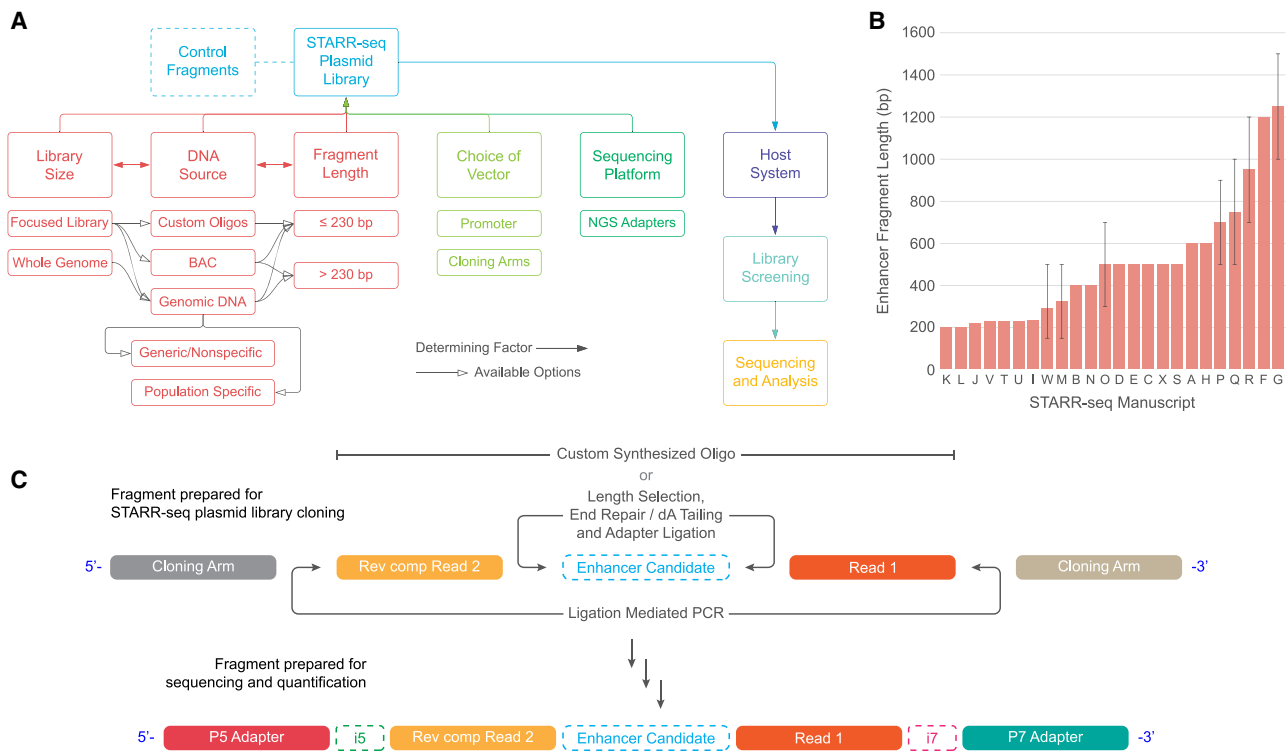 A
Control
Fragments
STARR-seq
Plasmid
Library
Library
Size
DNA
Source
Fragment
Length
Choice of
Vector
Sequencing
Platform
Host
System
Focused Library
Custom Oligos
≤ 230 bp
Promoter
NGS Adapters
Whole Genome
BAC
> 230 bp
Cloning Arms
Library
Screening
Genomic DNA
Generic/Nonspecific
Population Specific
Determining Factor
Available Options
Sequencing
and Analysis
B
Enhancer Fragment Length (bp)
1600
1400
1200
1000
800
600
400
200
0
K L J V T U I W M B N O D E C X S A H P Q R F G
STARR-seq Manuscript
C
Custom Synthesized Oligo
or
Fragment prepared for
STARR-seq plasmid library cloning
Length Selection,
End Repair / dA Tailing
and Adapter Ligation
5'- Cloning Arm Rev comp Read 2 Enhancer Candidate Read 1 Cloning Arm -3'
Ligation Mediated PCR
Fragment prepared for
sequencing and quantification
5'- P5 Adapter i5 Rev comp Read 2 Enhancer Candidate Read 1 i7 P7 Adapter -3'